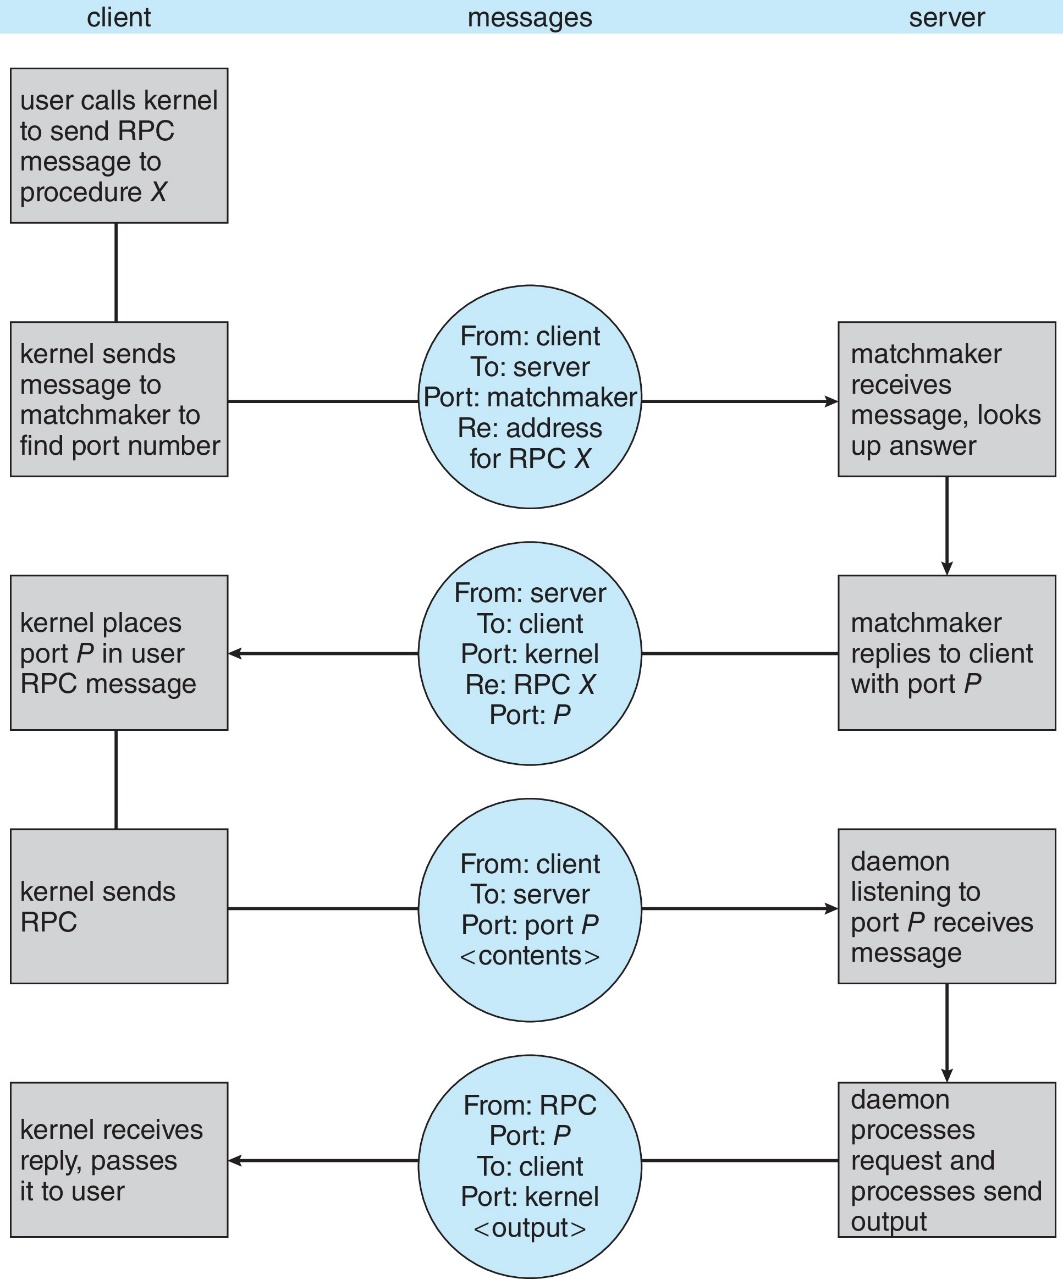 client
messages
server
user calls kernel
to send RPC
message to
procedure X
kernel sends
message to
matchmaker to
find port number
From: client
To: server
Port: matchmaker
Re: address
for RPC X
matchmaker
receives
message, looks
up answer
kernel places
port P in user
RPC message
From: server
To: client
Port: kernel
Re: RPC X
Port: P
matchmaker
replies to client
with port P
kernel sends
RPC
From: client
To: server
Port: port P
<contents>
daemon
listening to
port P receives
message
kernel receives
reply, passes
it to user
From: RPC
Port: P
To: client
Port: kernel
<output>
daemon
processes
request and
processes send
output